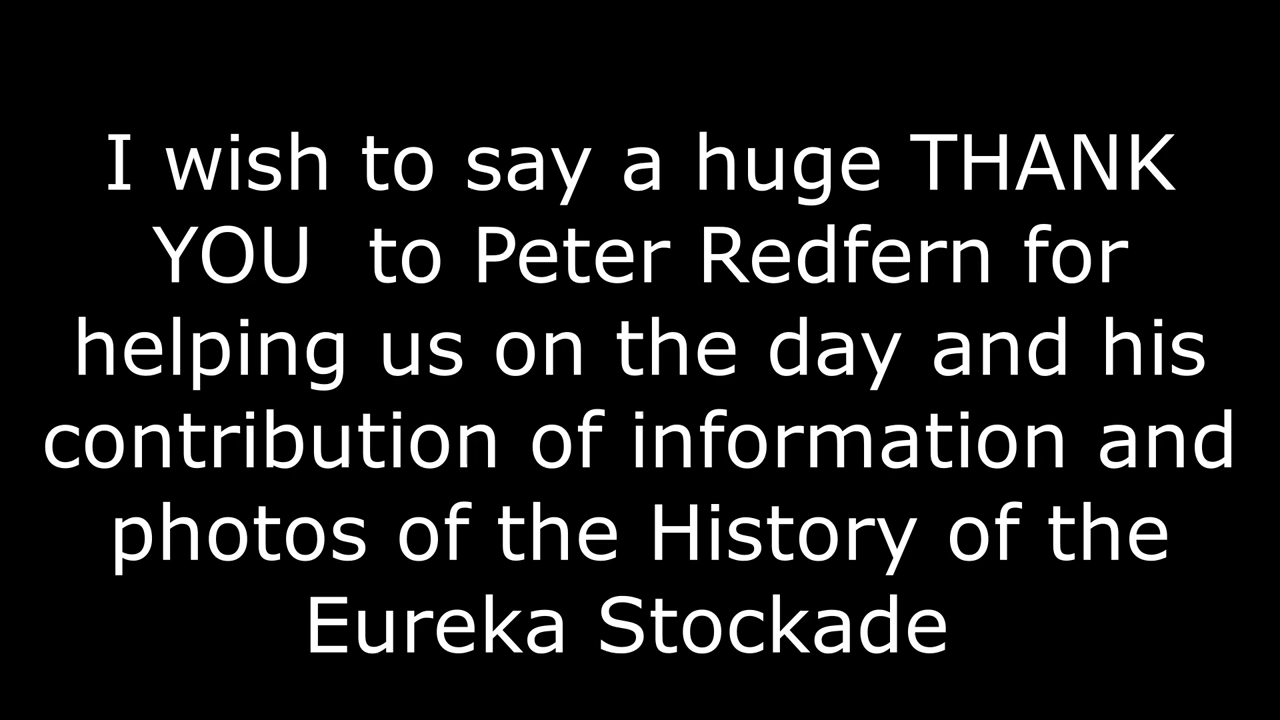 I wish to say a huge THANK
YOU  to Peter Redfern for
helping us on the day and his
contribution of information and
photos of the History of the
Eureka Stockade